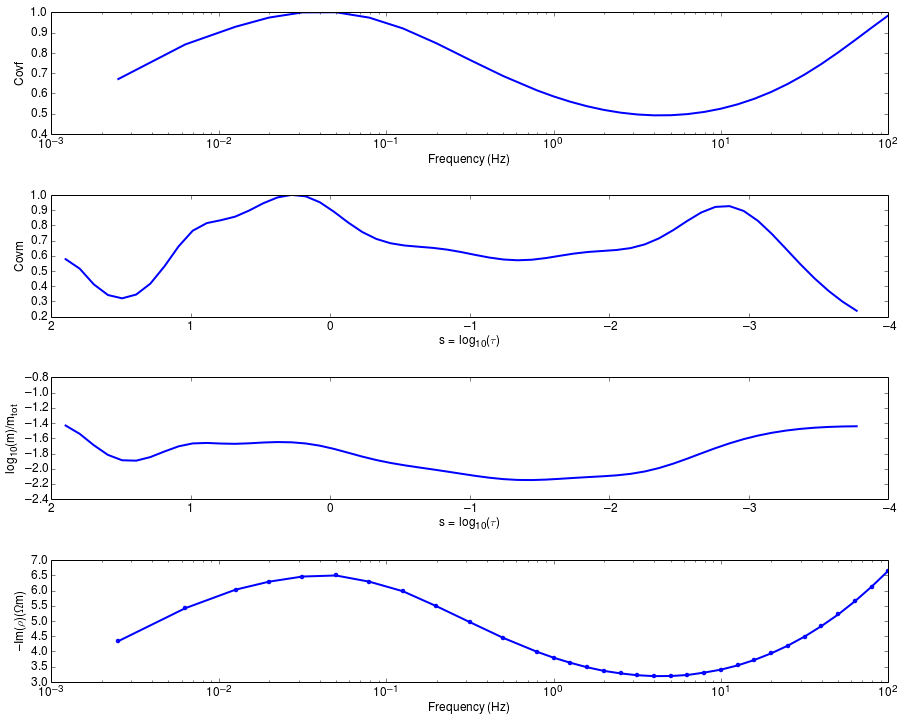 Covf
1.0
0.9
0.8
0.7
0.6
0.5
0.4
10⁻³ 10⁻² 10⁻¹ 10⁰ 10¹ 10²
Frequency (Hz)
Covm
1.0
0.9
0.8
0.7
0.6
0.5
0.4
0.3
0.2
2 1 0 −1 −2 −3 −4
s = log₁₀(τ)
log₁₀(m)/mₜₒₜ
−0.8
−1.0
−1.2
−1.4
−1.6
−1.8
−2.0
−2.2
−2.4
2 1 0 −1 −2 −3 −4
s = log₁₀(τ)
−Im(ρ)(Ωm)
7.0
6.5
6.0
5.5
5.0
4.5
4.0
3.5
3.0
10⁻³ 10⁻² 10⁻¹ 10⁰ 10¹ 10²
Frequency (Hz)